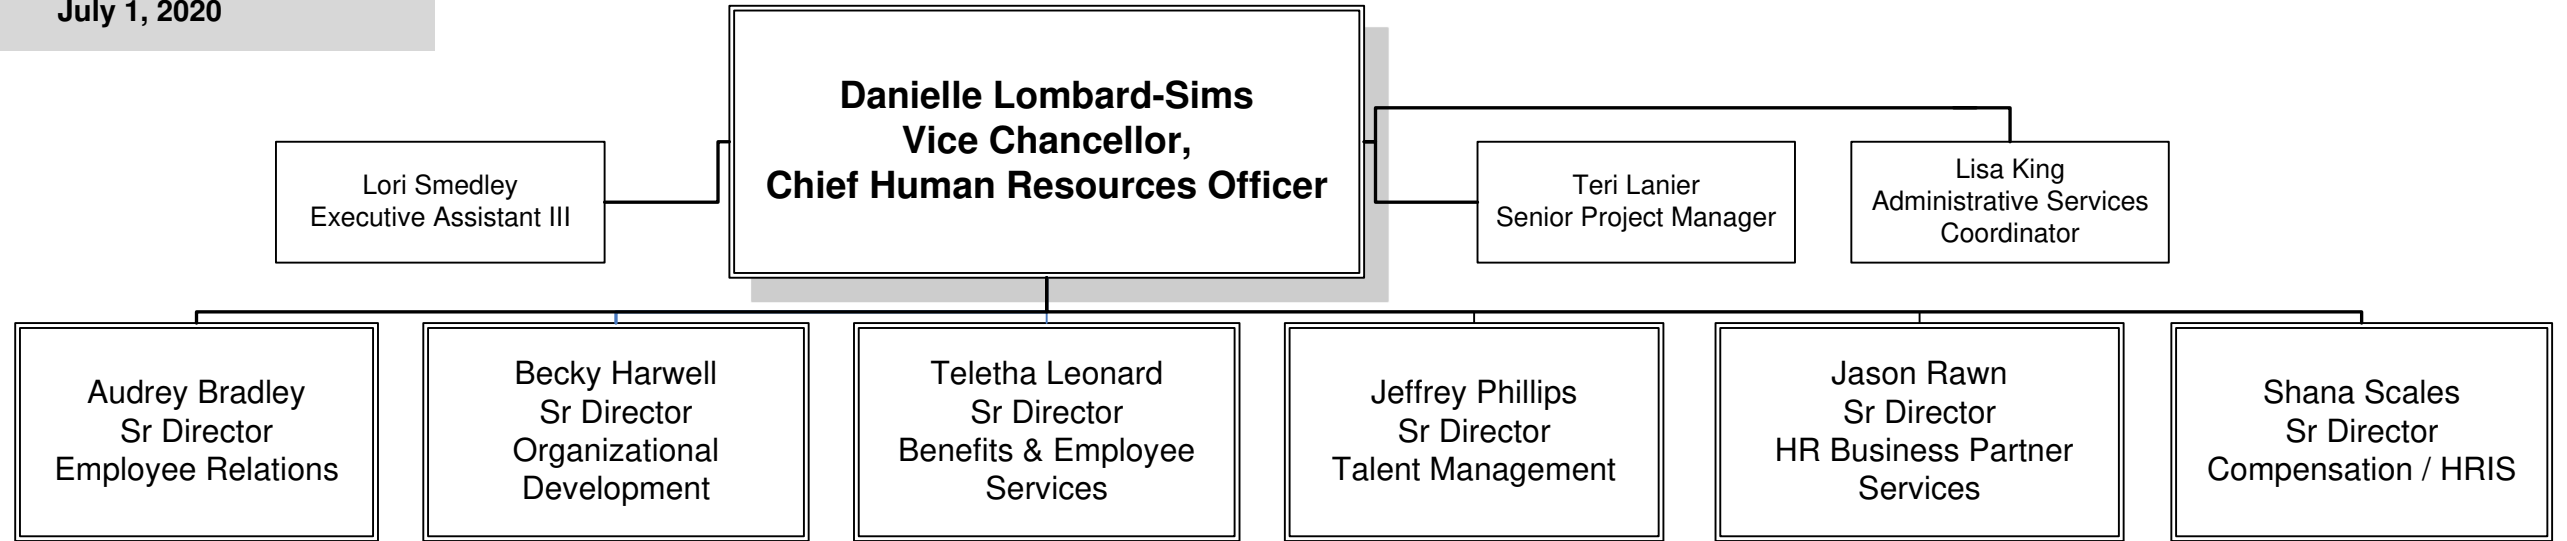 July 1, 2020
Danielle Lombard-Sims
Vice Chancellor,
Chief Human Resources Officer
Lori Smedley
Executive Assistant III
Teri Lanier
Senior Project Manager
Lisa King
Administrative Services
Coordinator
Audrey Bradley
Sr Director
Employee Relations
Becky Harwell
Sr Director
Organizational
Development
Teletha Leonard
Sr Director
Benefits & Employee
Services
Jeffrey Phillips
Sr Director
Talent Management
Jason Rawn
Sr Director
HR Business Partner
Services
Shana Scales
Sr Director
Compensation / HRIS